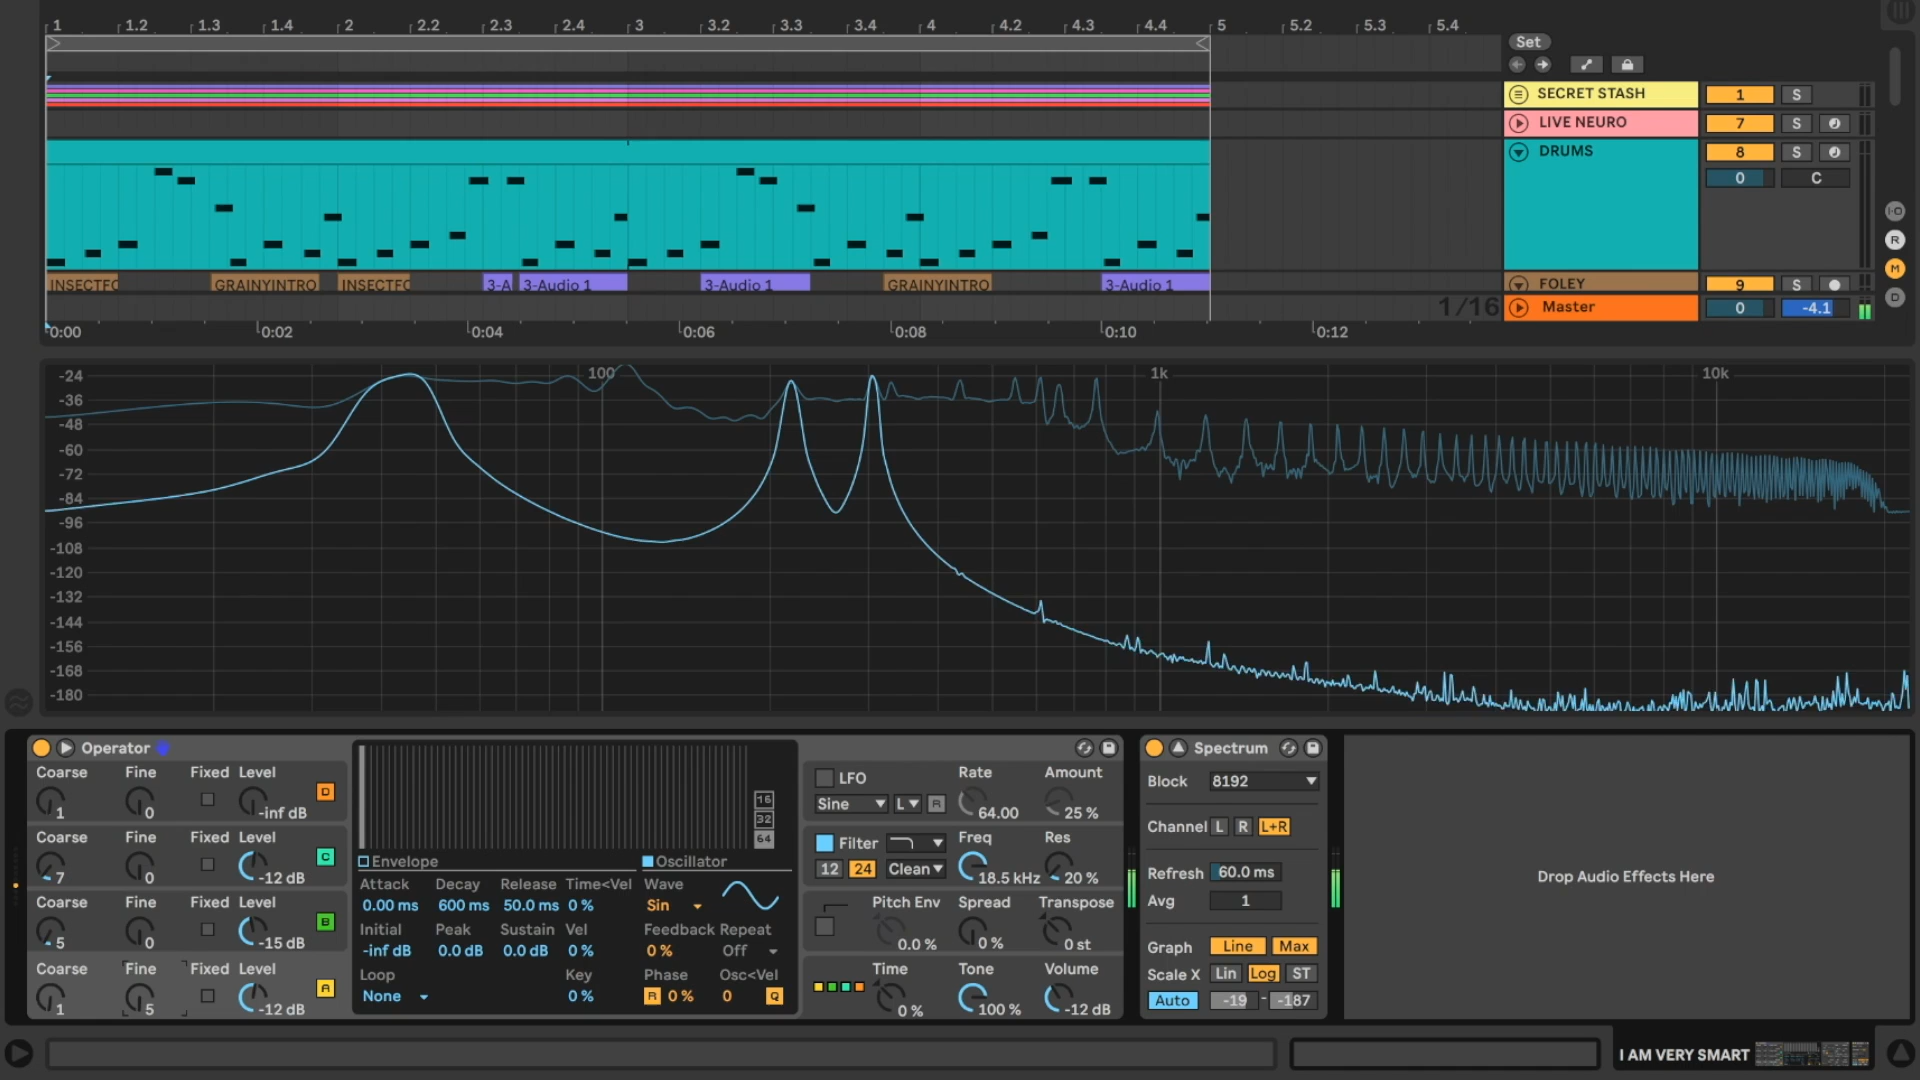 1 1.2 1.3 1.4 2 2.2 2.3 2.4 3 3.2 3.3 3.4 4 4.2 4.3 4.4 5 5.2 5.3 5.4
Set
SECRET STASH 1 S
LIVE NEURO 7 S
DRUMS 8 S
0 C
INSECTFC GRAINYINTRO INSECTFC 3-A 3-Audio 1 3-Audio 1 GRAINYINTRO 3-Audio 1 FOLEY 9 S
1/16 Master 0 -4.1
0:00 0:02 0:04 0:06 0:08 0:10 0:12
I·O
R
M
D
100 1k 10k
-24
-36
-48
-60
-72
-84
-96
-108
-120
-132
-144
-156
-168
-180
Operator
Coarse Fine Fixed Level
1 0 -inf dB D
Coarse Fine Fixed Level
7 0 -12 dB C
Coarse Fine Fixed Level
5 0 -15 dB B
Coarse Fine Fixed Level
1 5 -12 dB A
16
32
64
Envelope Oscillator
Attack Decay Release Time<Vel Wave
0.00 ms 600 ms 50.0 ms 0 % Sin
Initial Peak Sustain Vel Feedback Repeat
-inf dB 0.0 dB 0.0 dB 0 % 0 % Off
Loop Key Phase Osc<Vel
None 0 % R 0 % 0 Q
LFO Rate Amount
Sine L R 64.00 25 %
Filter Freq Res
12 24 Clean 18.5 kHz 20 %
Pitch Env Spread Transpose
0.0 % 0 % 0 st
Time Tone Volume
0 % 100 % -12 dB
Spectrum
Block 8192
Channel L R L+R
Refresh 60.0 ms
Avg 1
Graph Line Max
Scale X Lin Log ST
Auto -19 - -187
Drop Audio Effects Here
I AM VERY SMART